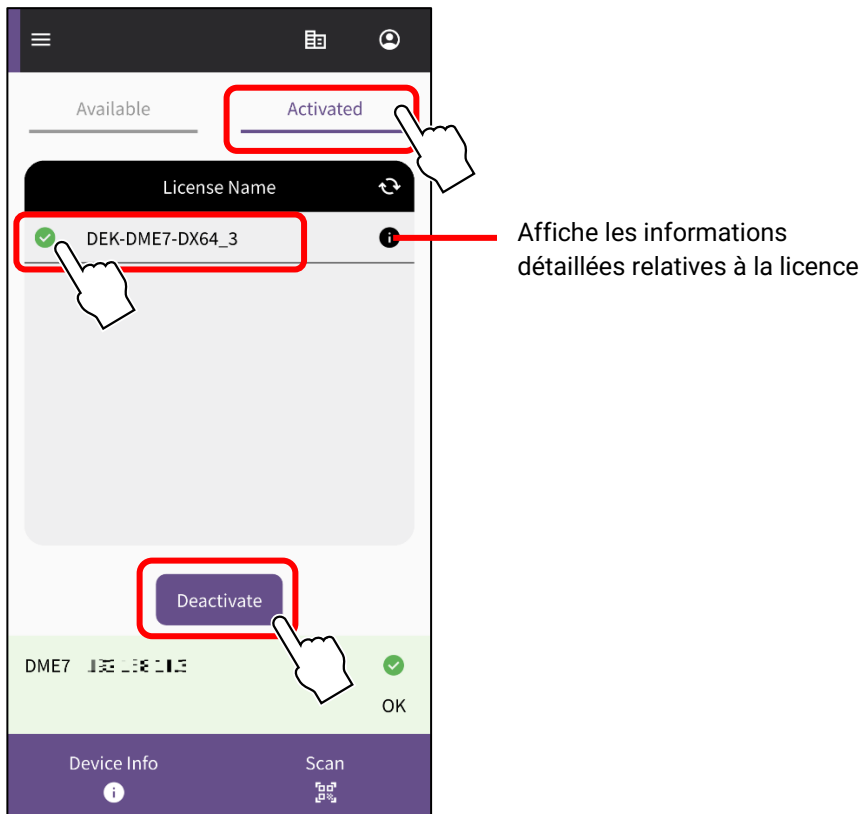 Available
Activated
License Name
DEK-DME7-DX64_3
Affiche les informations
détaillées relatives à la licence
Deactivate
DME7
OK
Device Info
Scan